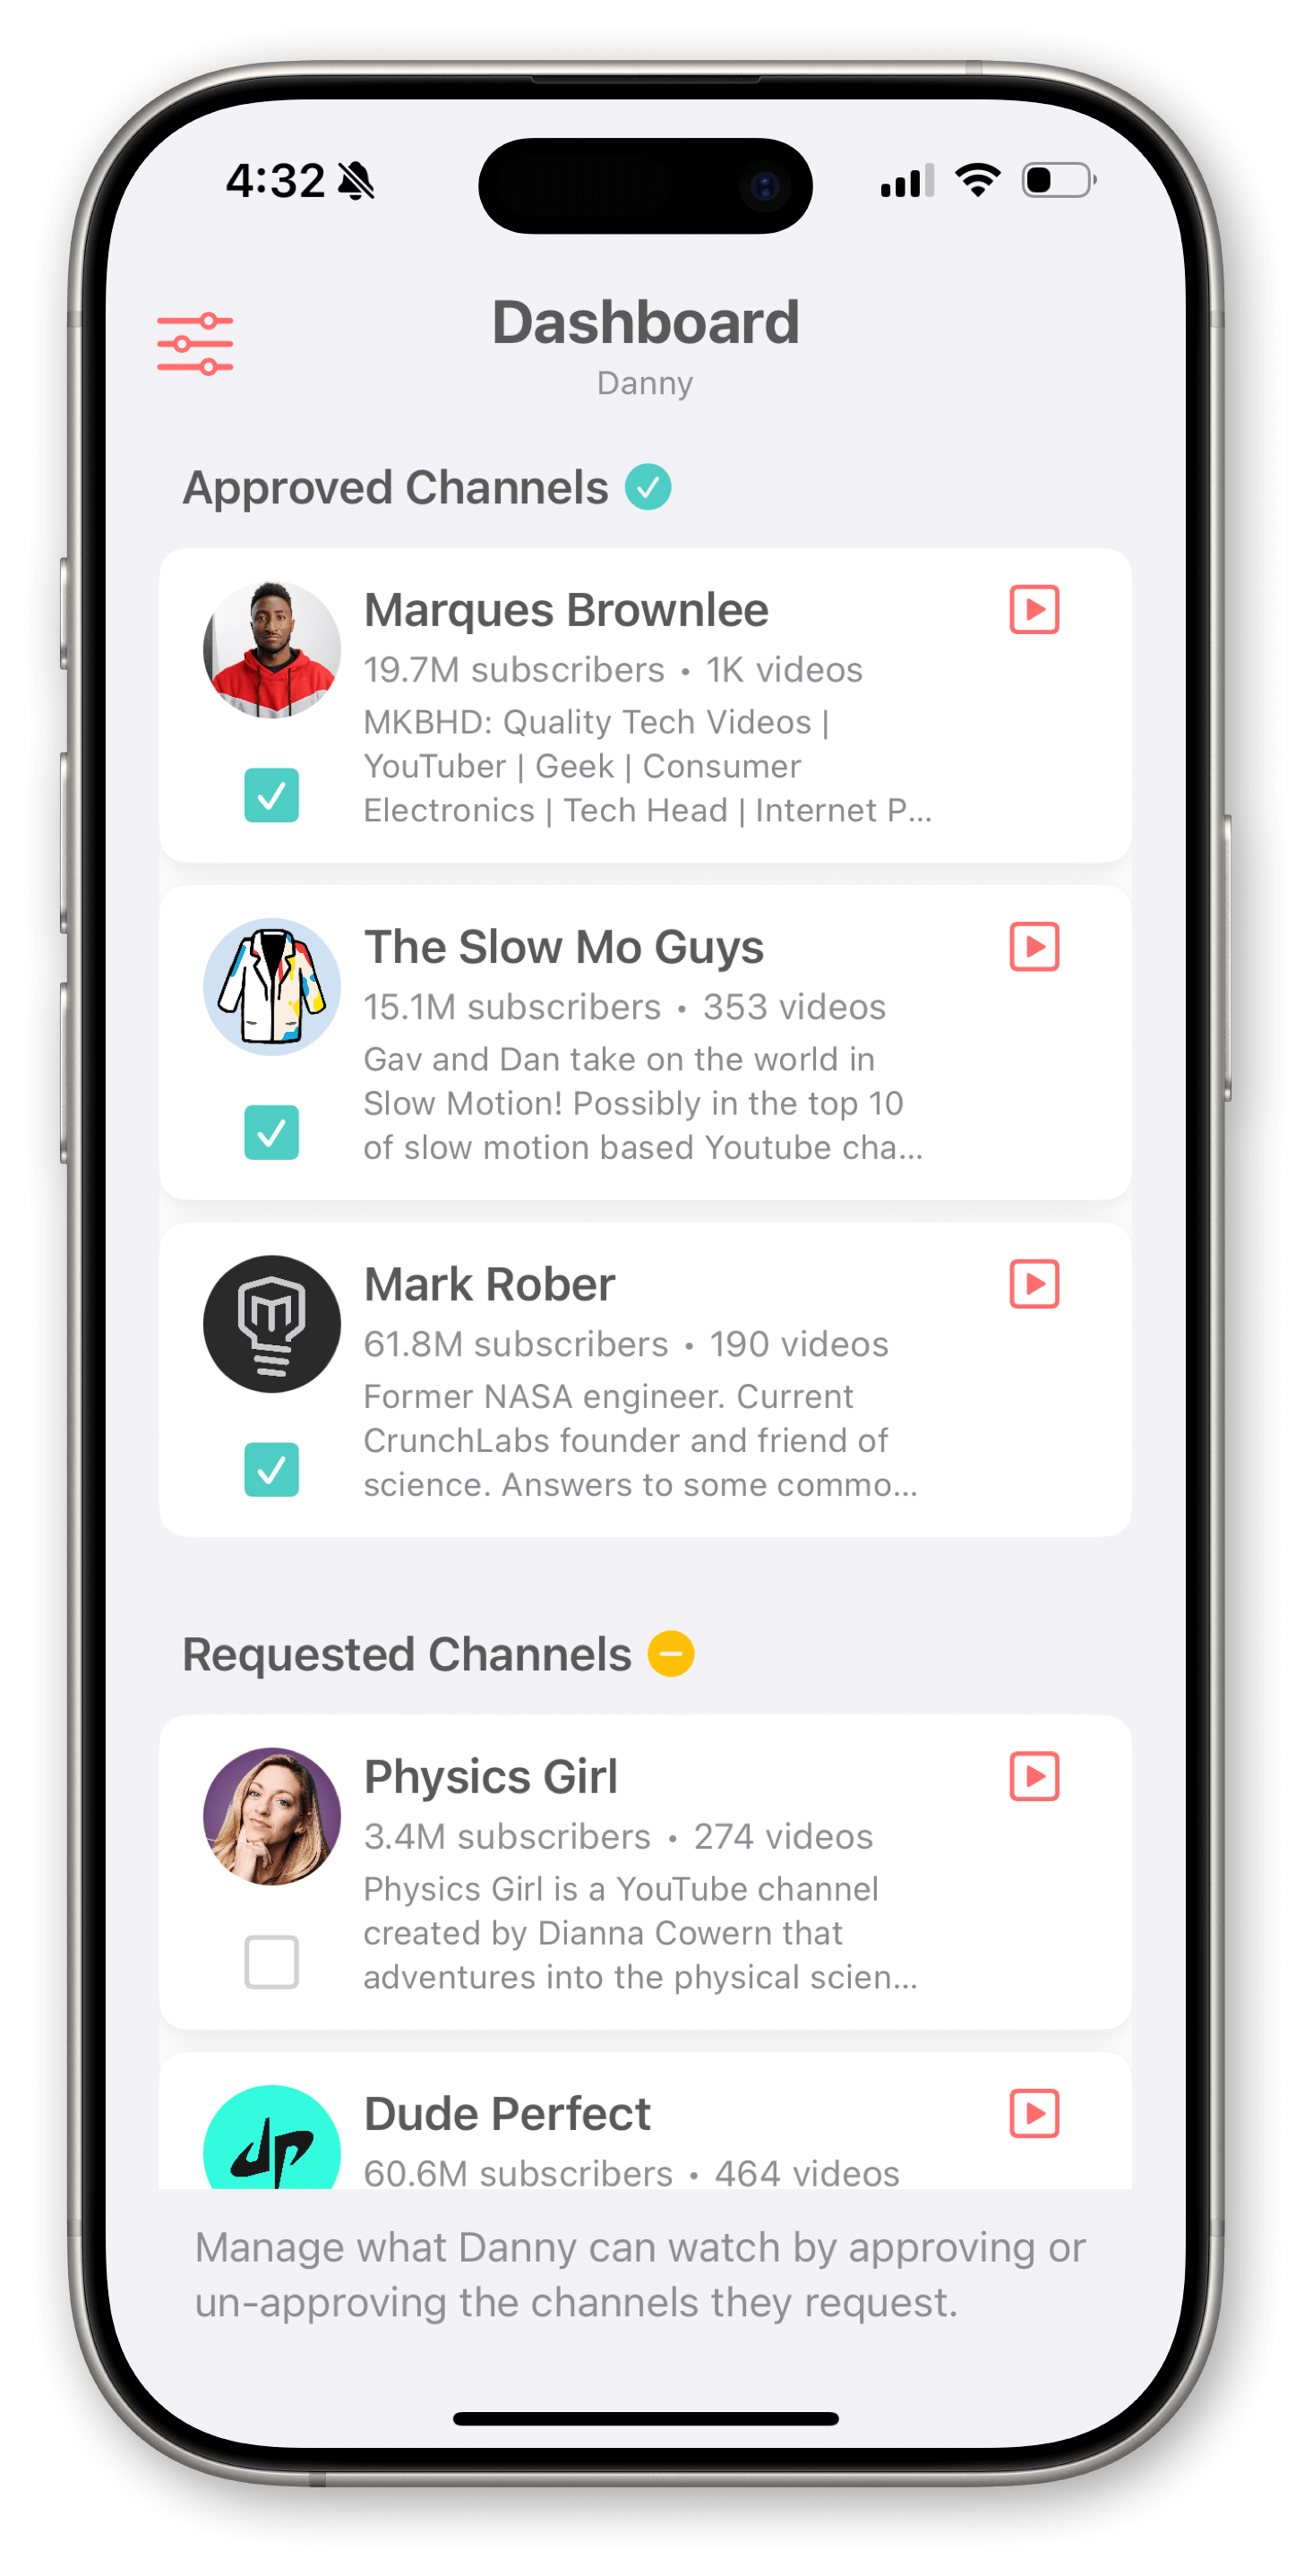 4:32
Dashboard
Danny
Approved Channels
Marques Brownlee
19.7M subscribers • 1K videos
MKBHD: Quality Tech Videos |
YouTuber | Geek | Consumer
Electronics | Tech Head | Internet P...
The Slow Mo Guys
15.1M subscribers • 353 videos
Gav and Dan take on the world in
Slow Motion! Possibly in the top 10
of slow motion based Youtube cha...
Mark Rober
61.8M subscribers • 190 videos
Former NASA engineer. Current
CrunchLabs founder and friend of
science. Answers to some commo...
Requested Channels
Physics Girl
3.4M subscribers • 274 videos
Physics Girl is a YouTube channel
created by Dianna Cowern that
adventures into the physical scien...
dp
Dude Perfect
60.6M subscribers • 464 videos
Manage what Danny can watch by approving or
un-approving the channels they request.